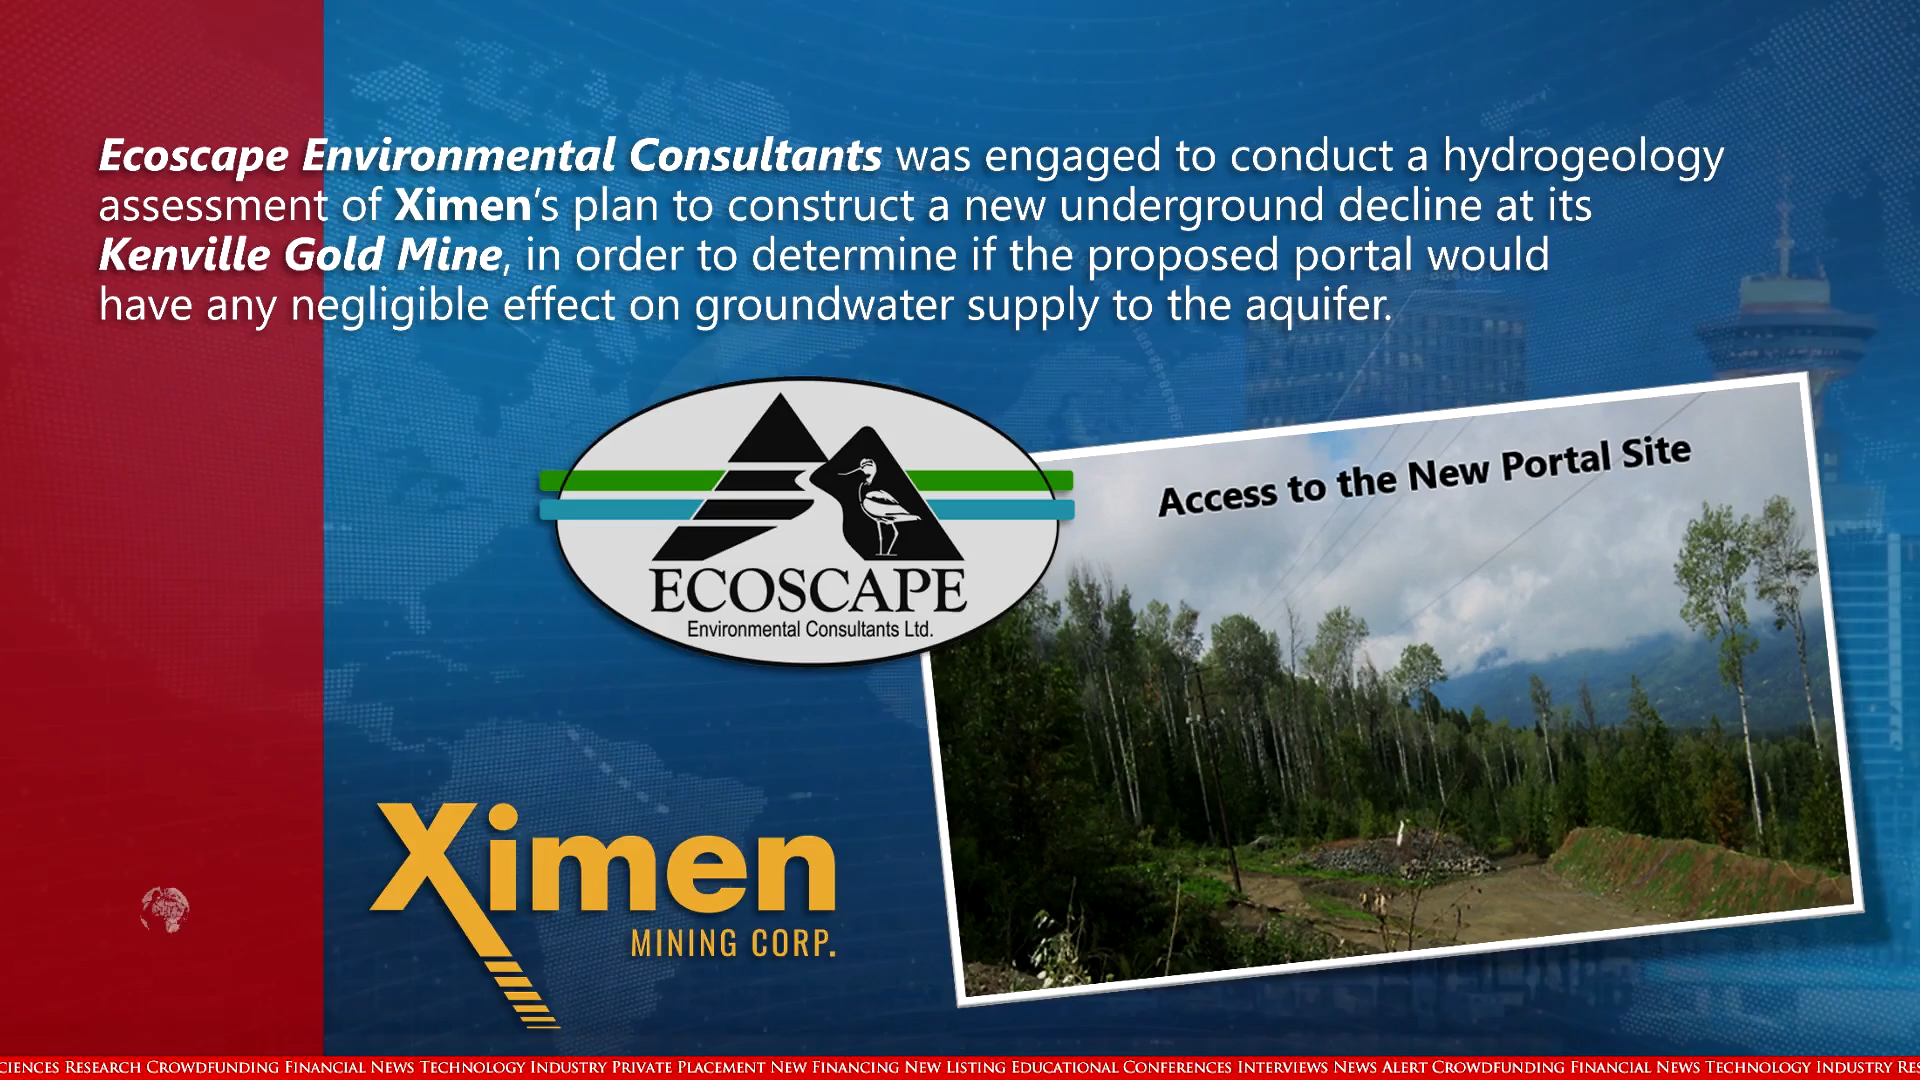 Ecoscape Environmental Consultants was engaged to conduct a hydrogeology
assessment of Ximen's plan to construct a new underground decline at its
Kenville Gold Mine, in order to determine if the proposed portal would
have any negligible effect on groundwater supply to the aquifer.
Access to the New Portal Site
ECOSCAPE
Environmental Consultants Ltd.
Ximen
MINING CORP.
CIENCES RESEARCH CROWDFUNDING FINANCIAL NEWS TECHNOLOGY INDUSTRY PRIVATE PLACEMENT NEW FINANCING NEW LISTING EDUCATIONAL CONFERENCES INTERVIEWS NEWS ALERT CROWDFUNDING FINANCIAL NEWS TECHNOLOGY INDUSTRY RES